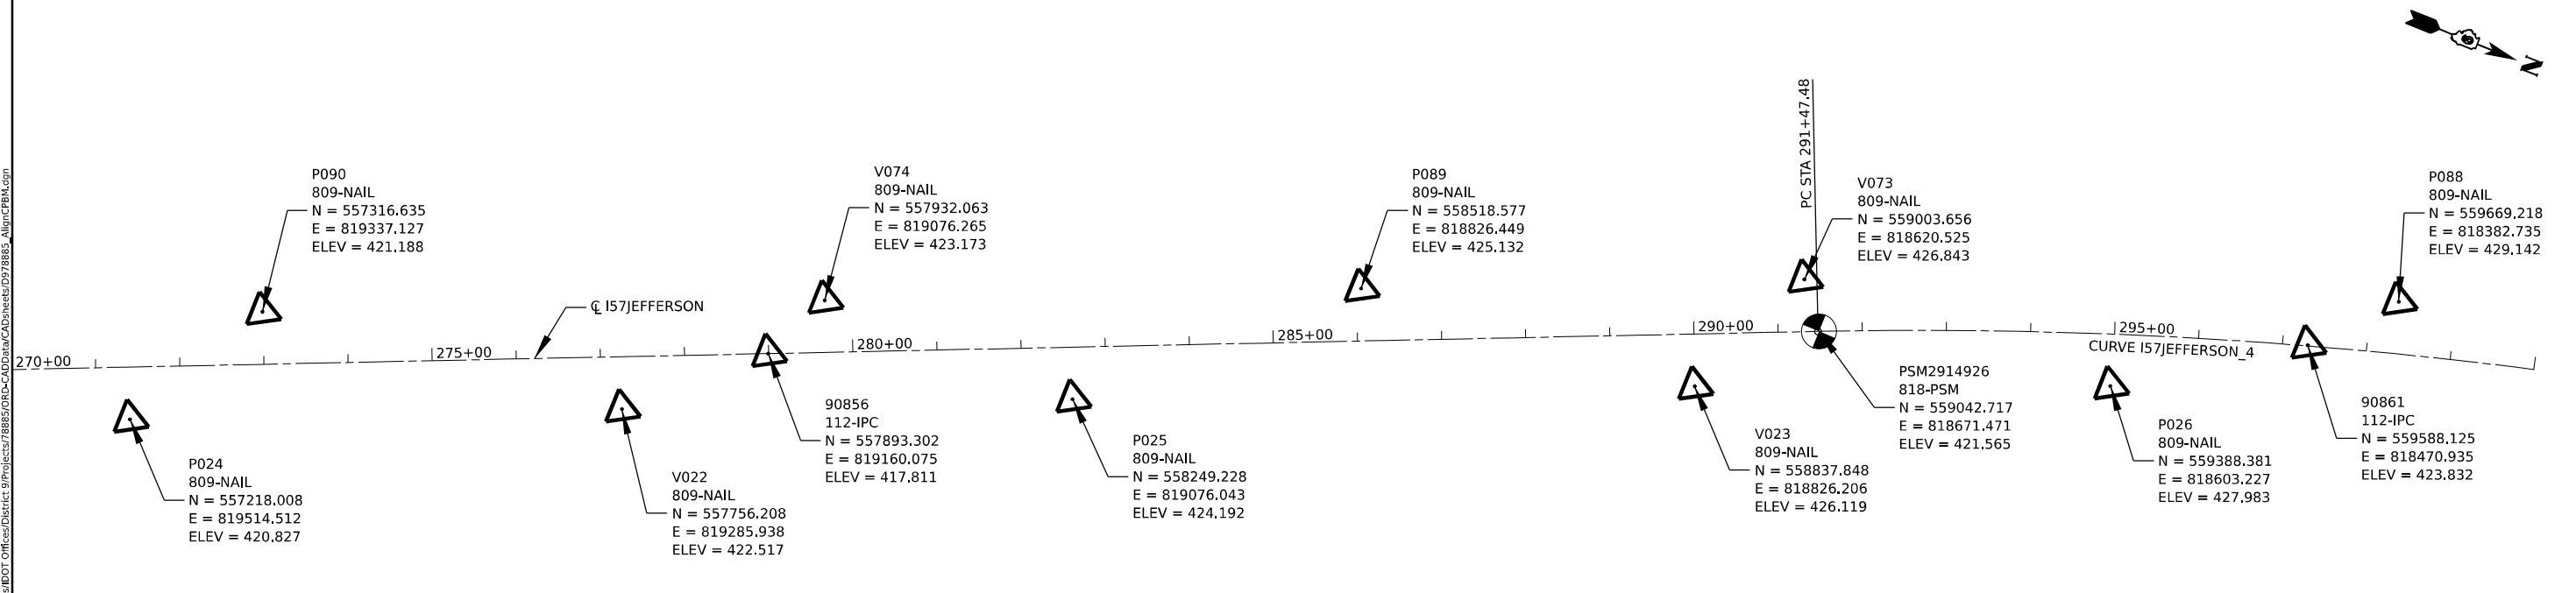 P090
809-NAIL
N = 557316.635
E = 819337.127
ELEV = 421.188
V074
809-NAIL
N = 557932.063
E = 819076.265
ELEV = 423.173
P089
809-NAIL
N = 558518.577
E = 818826.449
ELEV = 425.132
PC STA 291+47.48
V073
809-NAIL
N = 559003.656
E = 818620.525
ELEV = 426.843
P088
809-NAIL
N = 559669.218
E = 818382.735
ELEV = 429.142
N
℄ I57JEFFERSON
270+00
275+00
280+00
285+00
290+00
295+00
CURVE I57JEFFERSON_4
P024
809-NAIL
N = 557218.008
E = 819514.512
ELEV = 420.827
V022
809-NAIL
N = 557756.208
E = 819285.938
ELEV = 422.517
90856
112-IPC
N = 557893.302
E = 819160.075
ELEV = 417.811
P025
809-NAIL
N = 558249.228
E = 819076.043
ELEV = 424.192
V023
809-NAIL
N = 558837.848
E = 818826.206
ELEV = 426.119
PSM2914926
818-PSM
N = 559042.717
E = 818671.471
ELEV = 421.565
P026
809-NAIL
N = 559388.381
E = 818603.227
ELEV = 427.983
90861
112-IPC
N = 559588.125
E = 818470.935
ELEV = 423.832
s/IDOT Offices/District 9/Projects/78885/ORD-CADData/CADsheets/D978885_AlignCPBM.dgn